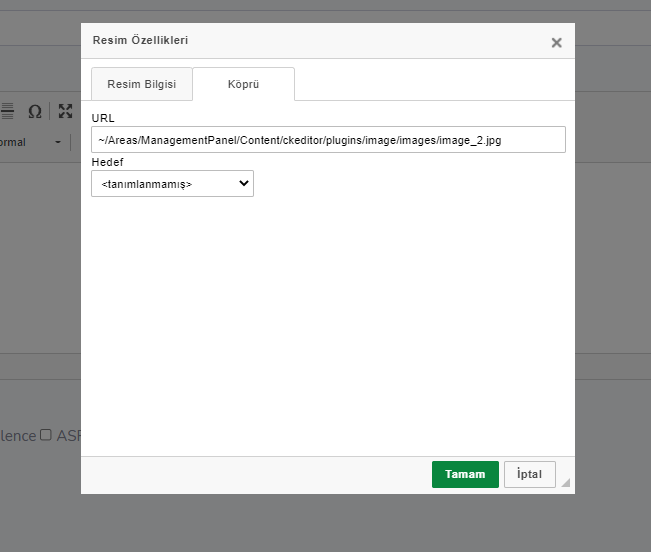 Resim Özellikleri
Resim Bilgisi
Köprü
Ω
ormal
URL
~/Areas/ManagementPanel/Content/ckeditor/plugins/image/images/image_2.jpg
Hedef
<tanımlanmamış>
lence ASP
Tamam
İptal